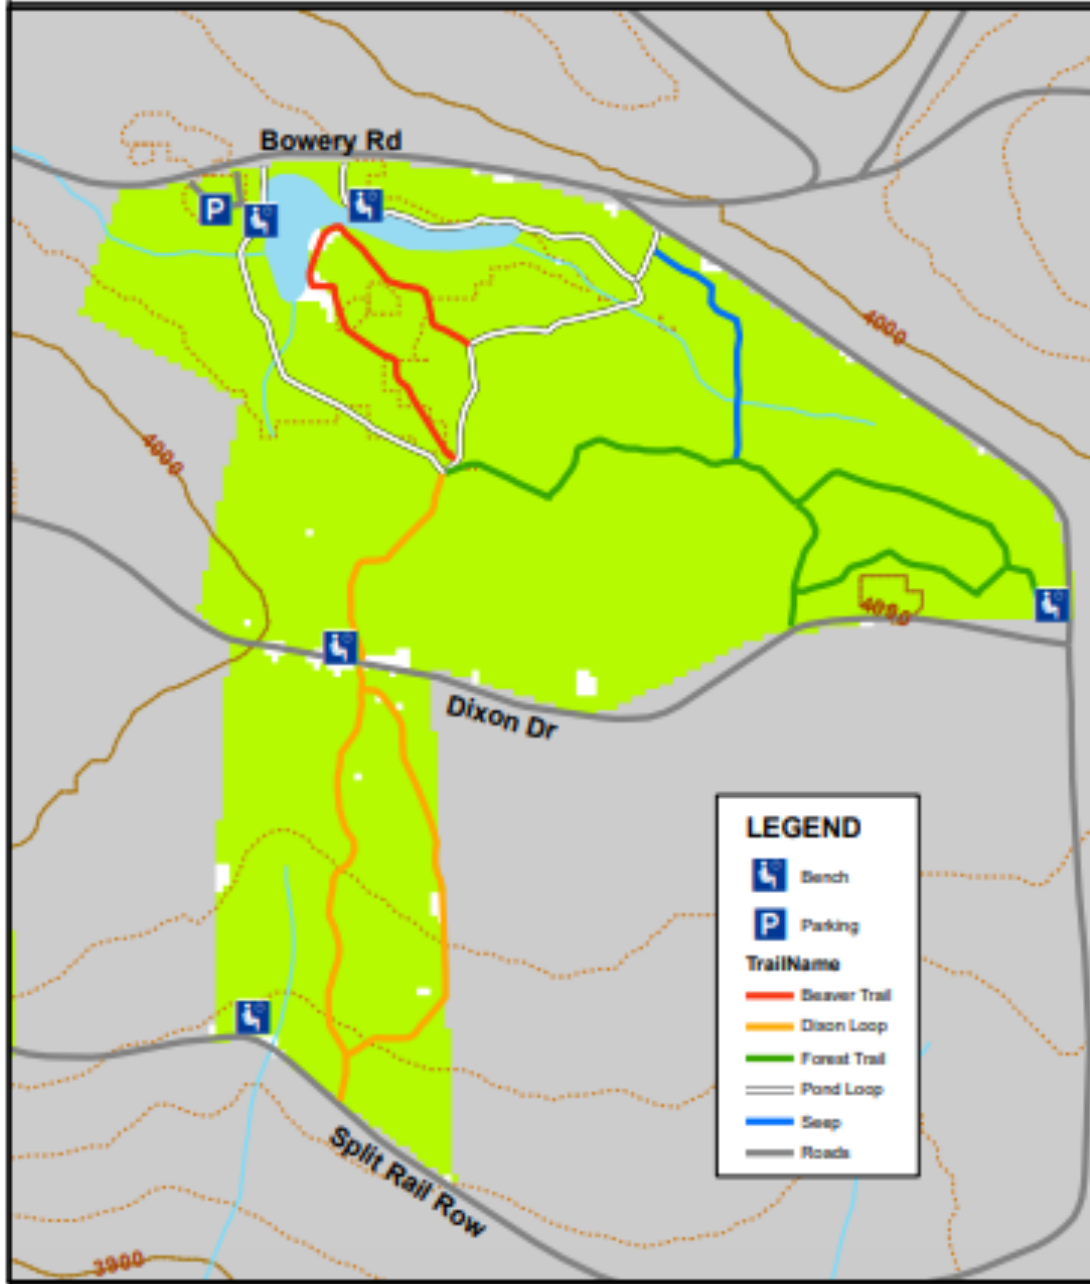 Bowery Rd
P
4000
4000
4090
Dixon Dr
LEGEND
Bench
P Parking
TrailName
Beaver Trail
Dixon Loop
Forest Trail
Pond Loop
Seep
Roads
Split Rail Row
3900